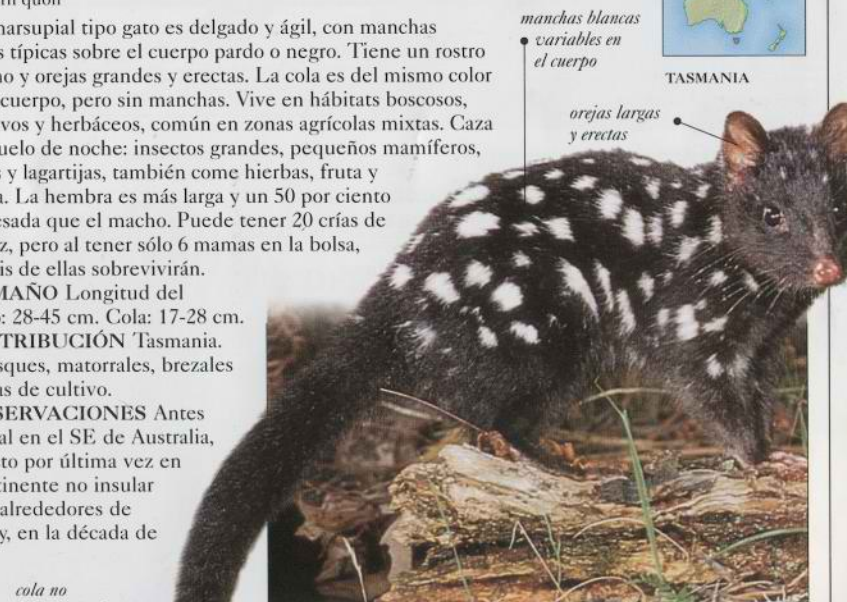 quoll
marsupial tipo gato es delgado y ágil, con manchas
típicas sobre el cuerpo pardo o negro. Tiene un rostro
y orejas grandes y erectas. La cola es del mismo color
cuerpo, pero sin manchas. Vive en hábitats boscosos,
vos y herbáceos, común en zonas agrícolas mixtas. Caza
uelo de noche: insectos grandes, pequeños mamíferos,
y lagartijas, también come hierbas, fruta y
La hembra es más larga y un 50 por ciento
esada que el macho. Puede tener 20 crías de
z, pero al tener sólo 6 mamas en la bolsa,
is de ellas sobrevivirán.
MAÑO Longitud del
: 28-45 cm. Cola: 17-28 cm.
TRIBUCIÓN Tasmania.
sques, matorrales, brezales
as de cultivo.
SERVACIONES Antes
al en el SE de Australia,
to por última vez en
tinente no insular
alrededores de
y, en la década de
cola no
manchas blancas
variables en
el cuerpo
TASMANIA
orejas largas
y erectas